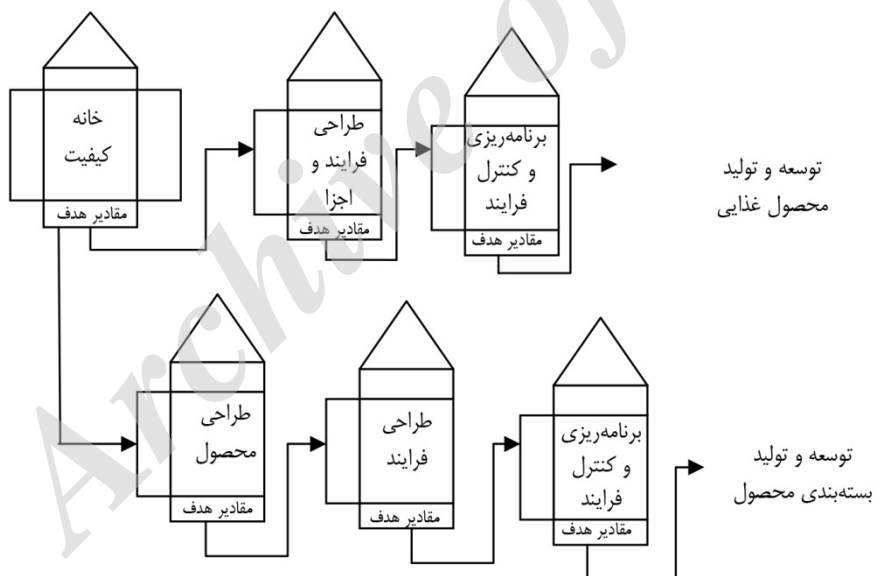 خانه
کیفیت
مقادیر هدف
طراحی
فرایند و
اجزا
مقادیر هدف
برنامه‌ریزی
و کنترل
فرایند
مقادیر هدف
توسعه و تولید
محصول غذایی
طراحی
محصول
مقادیر هدف
طراحی
فرایند
مقادیر هدف
برنامه‌ریزی
و کنترل
فرایند
مقادیر هدف
توسعه و تولید
بسته‌بندی محصول
Archive of